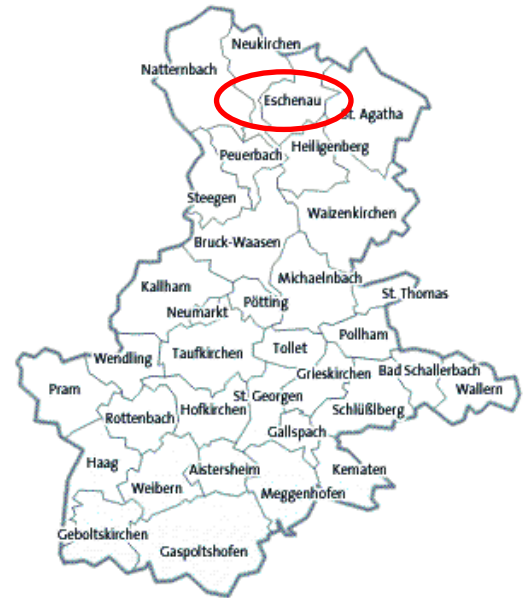 Neukirchen
Natternbach
Eschenau
St. Agatha
Heiligenberg
Peuerbach
Steegen
Waizenkirchen
Bruck-Waasen
Michaelnbach
Kallham
St. Thomas
Pötting
Neumarkt
Pollham
Tollet
Taufkirchen
Wendling
Grieskirchen
Bad Schallerbach
Pram
Wallern
St. Georgen
Hofkirchen
Schlüßlberg
Rottenbach
Gallspach
Haag
Aistersheim
Kematen
Weibern
Meggenhofen
Geboltskirchen
Gaspoltshofen